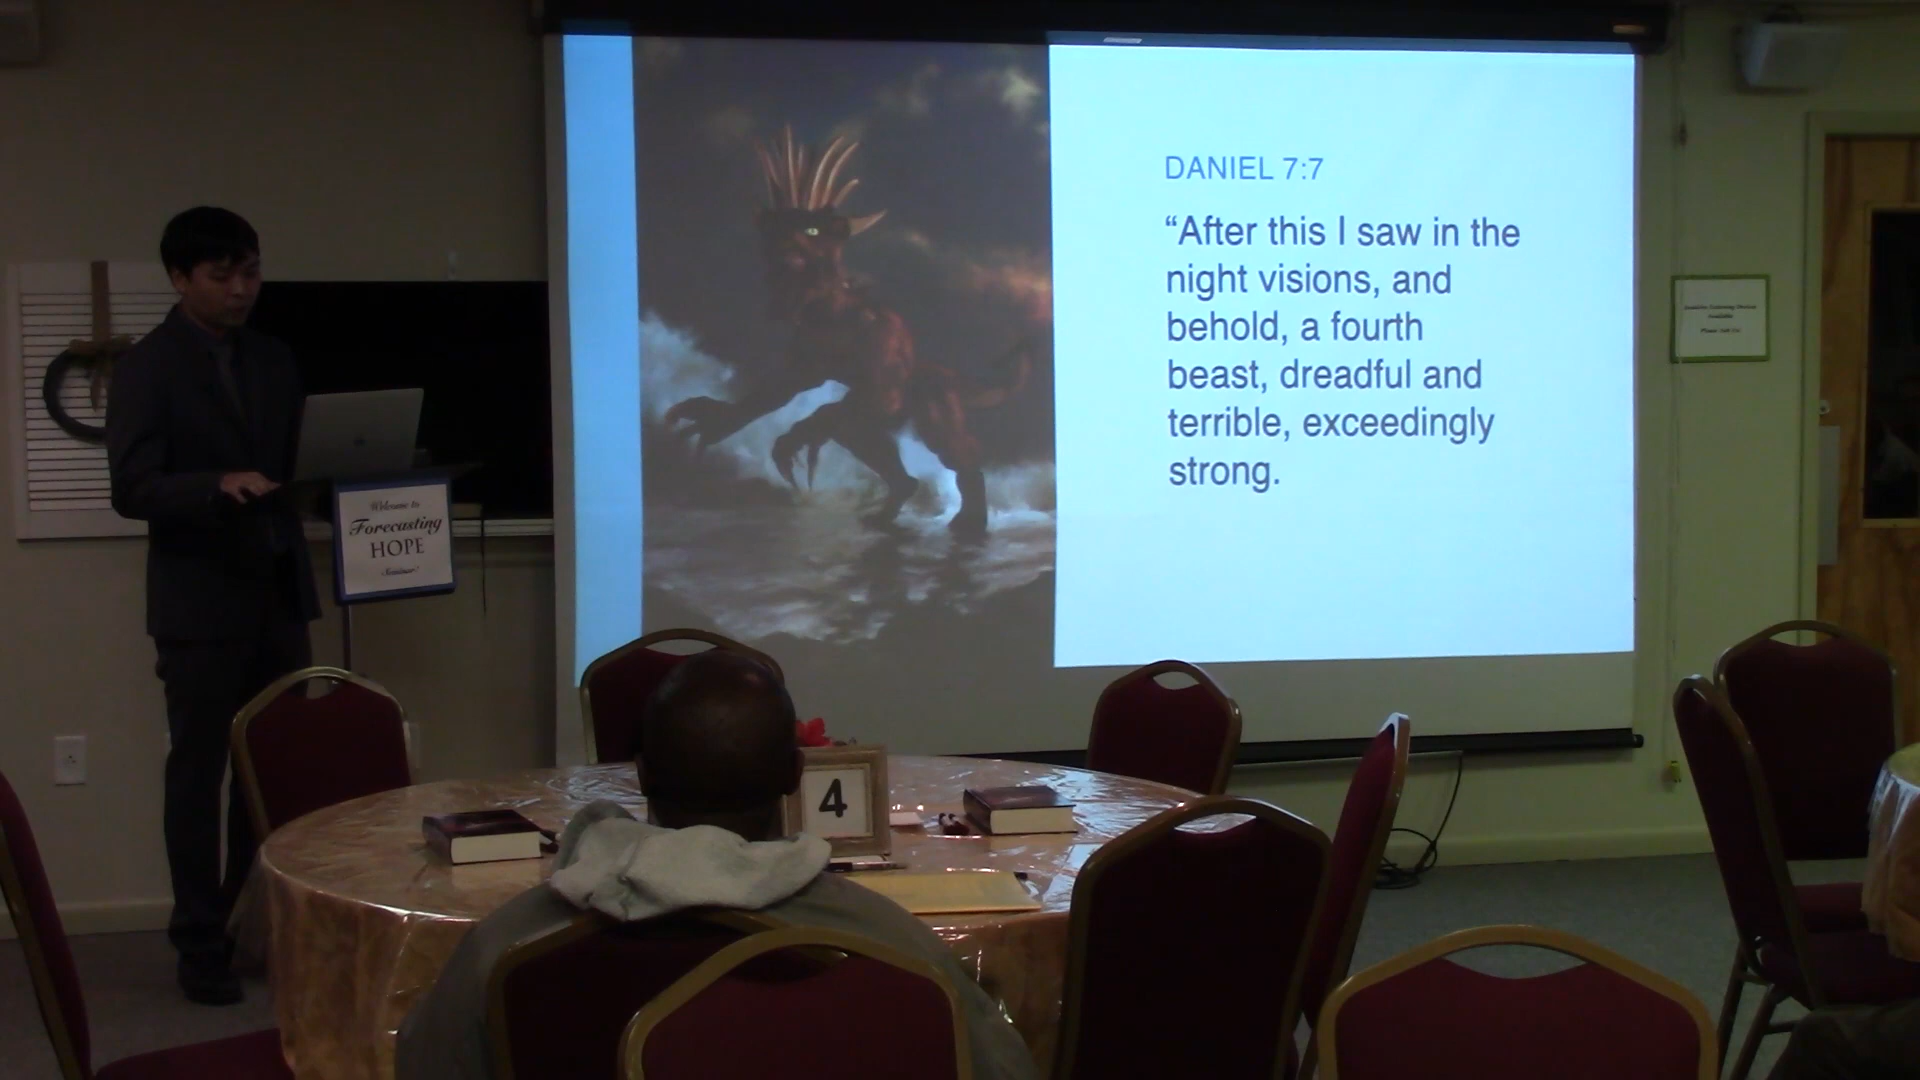 DANIEL 7:7
“After this I saw in the
night visions, and
behold, a fourth
beast, dreadful and
terrible, exceedingly
strong.
Welcome to
Forecasting
HOPE
Seminar!
4